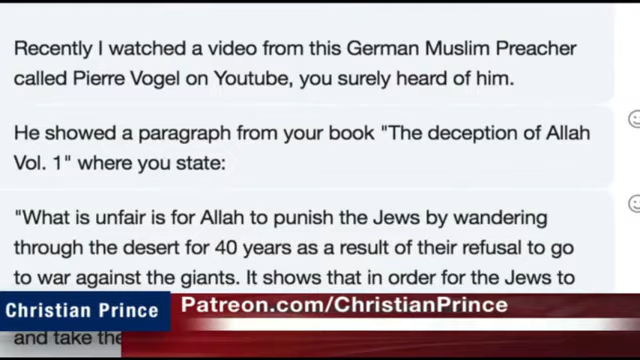 Recently I watched a video from this German Muslim Preacher
called Pierre Vogel on Youtube, you surely heard of him.
He showed a paragraph from your book "The deception of Allah
Vol. 1" where you state:
"What is unfair is for Allah to punish the Jews by wandering
through the desert for 40 years as a result of their refusal to go
to war against the giants. It shows that in order for the Jews to
Christian Prince
Patreon.com/ChristianPrince
and take the